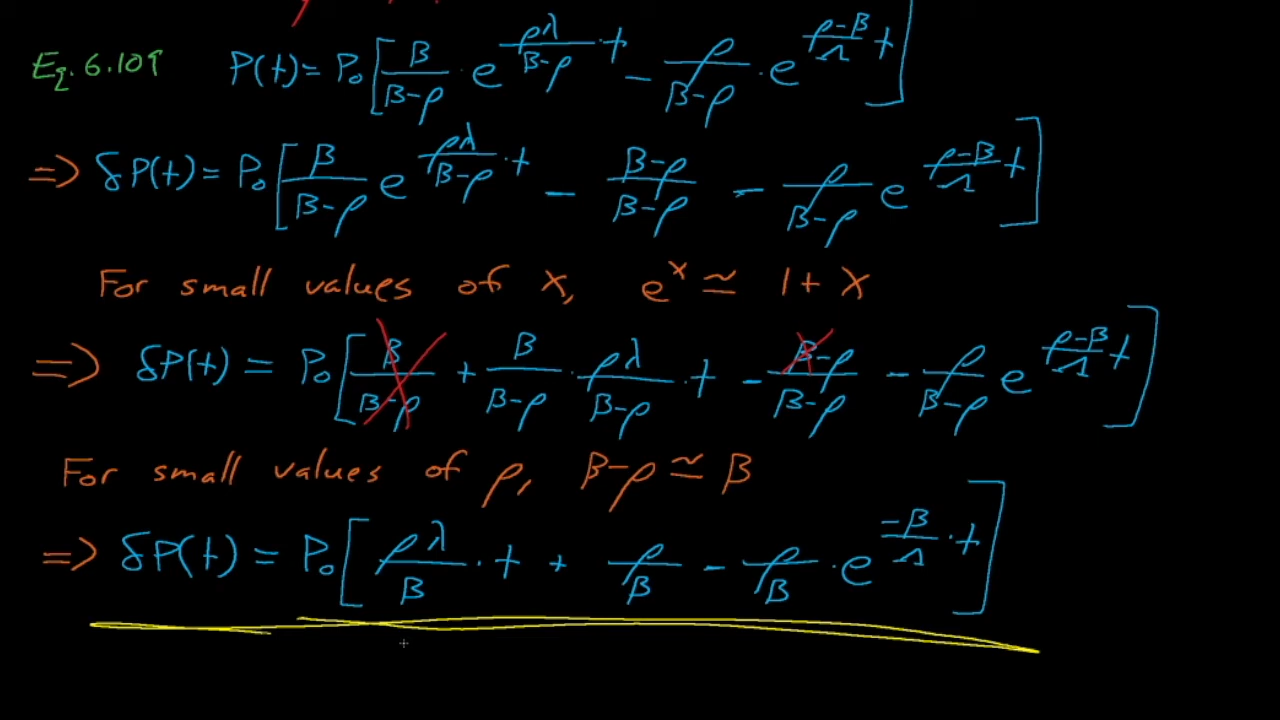 Eq. 6.109 P(t) = P₀[β/(β-ρ) · e^(ρλ/(β-ρ) · t) - ρ/(β-ρ) · e^((ρ-β)/Λ t)]
=> δP(t) = P₀[β/(β-ρ) e^(ρλ/(β-ρ) · t) - (β-ρ)/(β-ρ) - ρ/(β-ρ) e^((ρ-β)/Λ t)]
For small values of x, eˣ ≃ 1 + x
=> δP(t) = P₀[β/(β-ρ) + β/(β-ρ) · ρλ/(β-ρ) · t - (β-ρ)/(β-ρ) - ρ/(β-ρ) e^((ρ-β)/Λ t)]
For small values of ρ, β-ρ ≃ β
=> δP(t) = P₀[ρλ/β · t + ρ/β - ρ/β · e^(-β/Λ · t)]